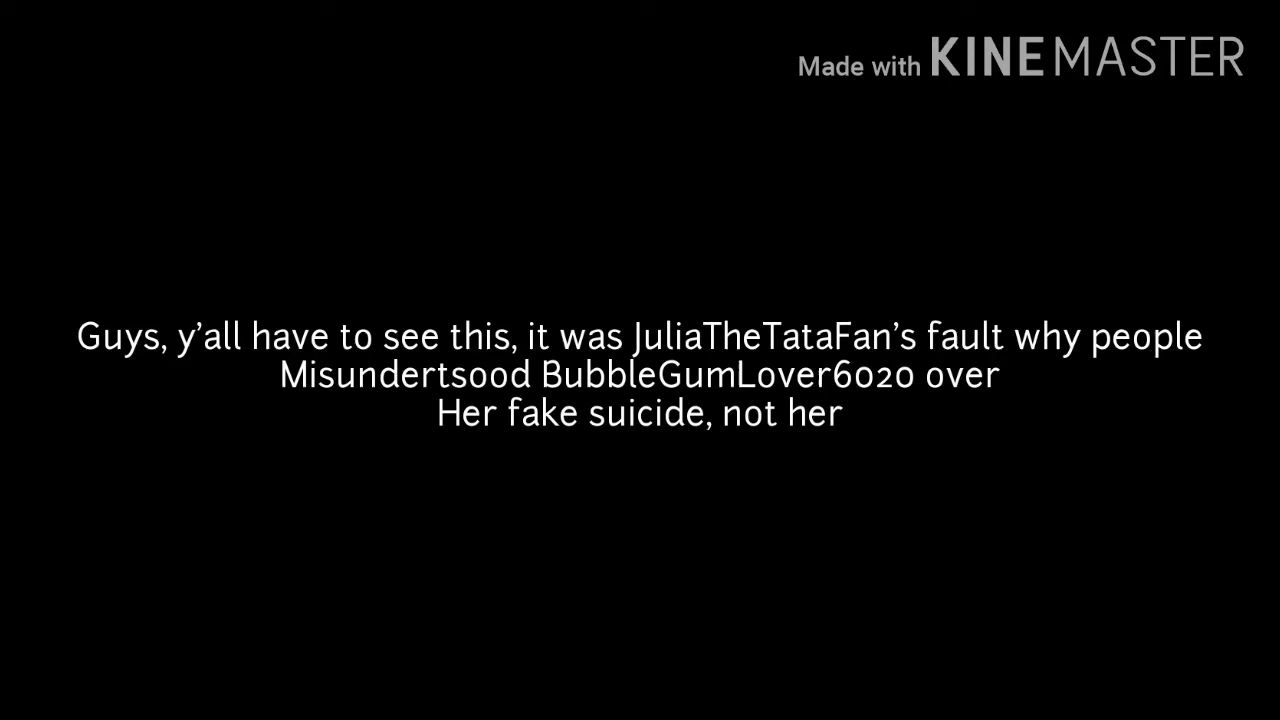 Made with KINEMASTER
Guys, y’all have to see this, it was JuliaTheTataFan’s fault why people
Misundertsood BubbleGumLover6020 over
Her fake suicide, not her